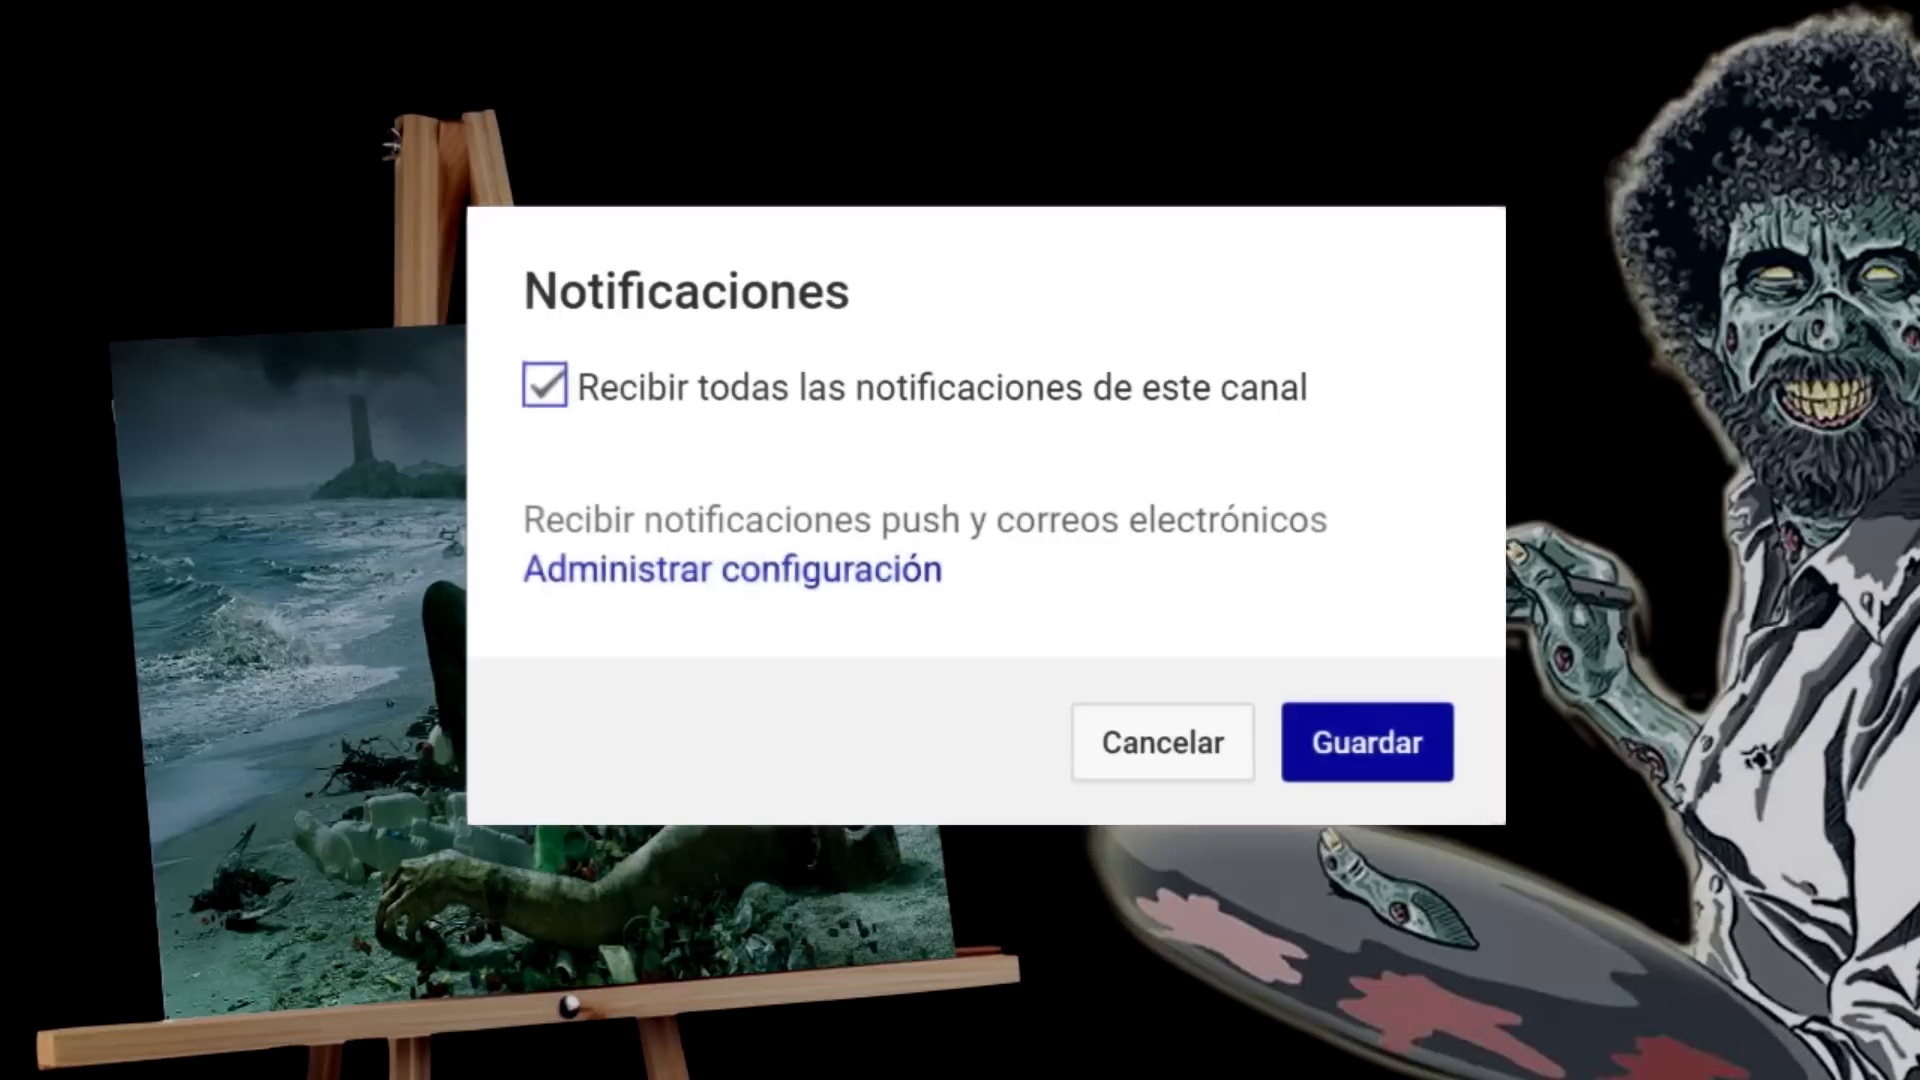 Notificaciones
Recibir todas las notificaciones de este canal
Recibir notificaciones push y correos electrónicos
Administrar configuración
Cancelar
Guardar